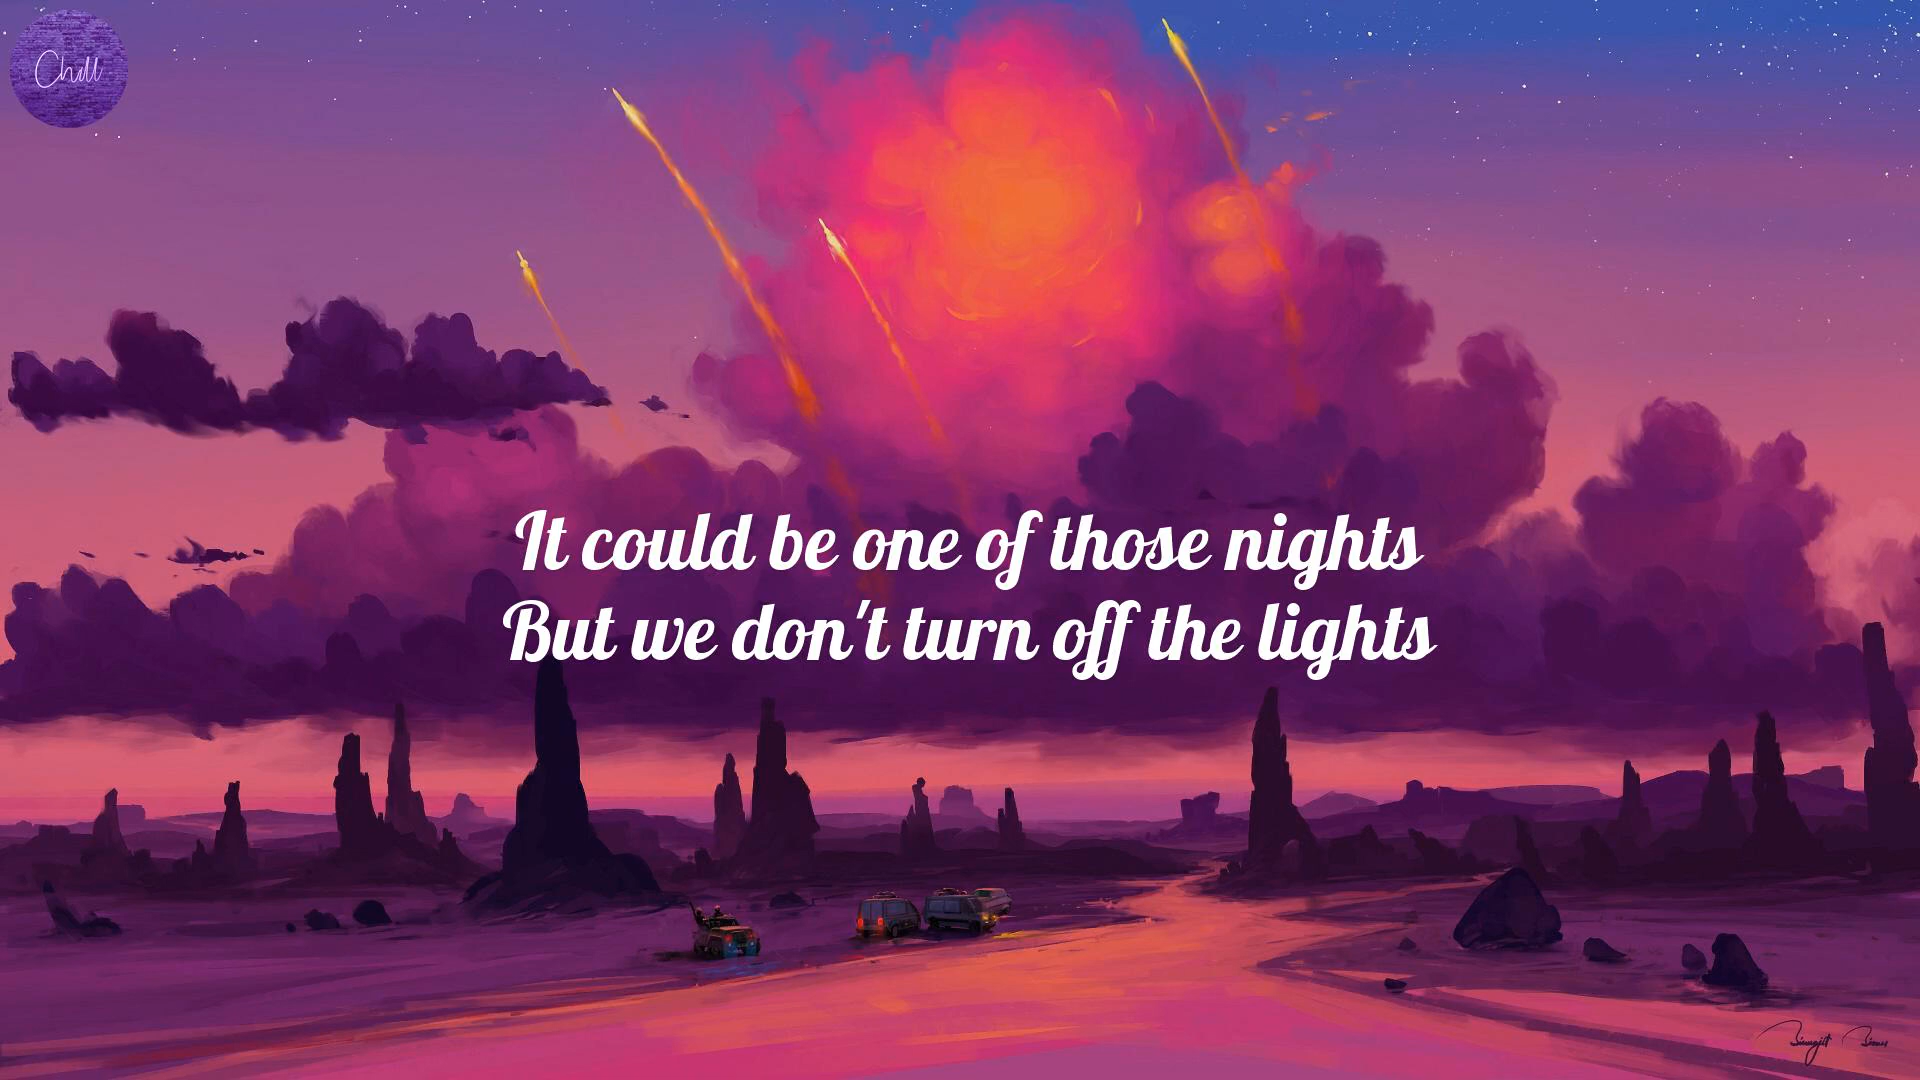 Chill
It could be one of those nights
But we don't turn off the lights